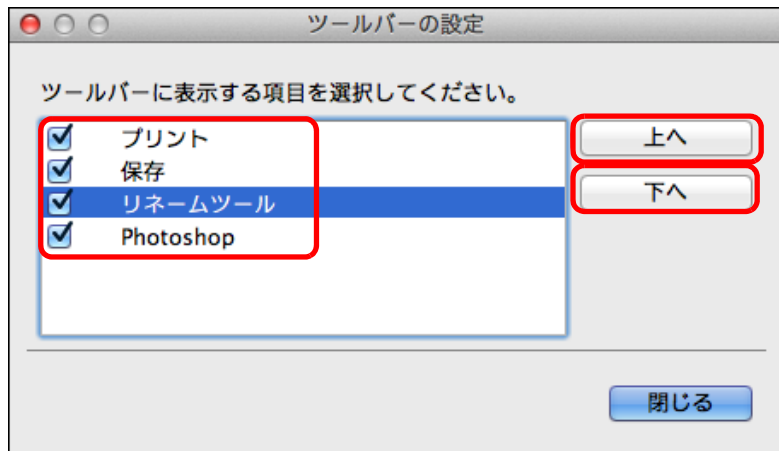 ツールバーの設定
ツールバーに表示する項目を選択してください。
プリント
保存
リネームツール
Photoshop
上へ
下へ
閉じる